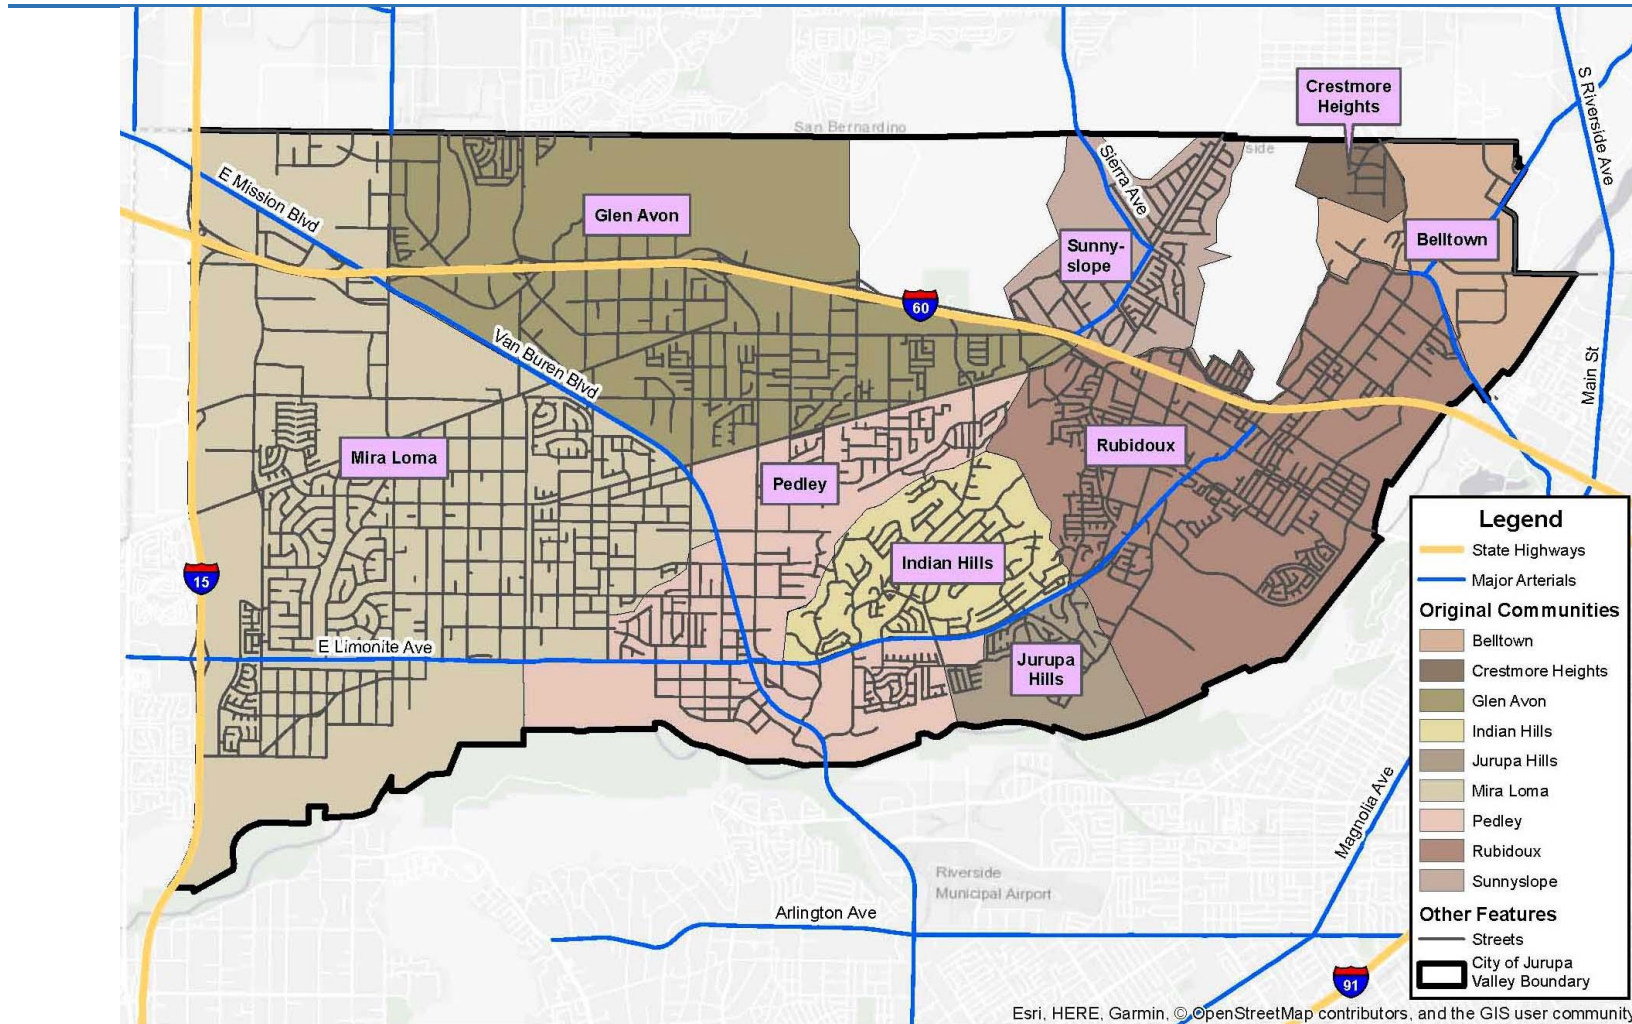 San Bernardino
side
Crestmore
Heights
S Riverside Ave
E Mission Blvd
Sierra Ave
Glen Avon
Sunny-
slope
Belltown
60
Van Buren Blvd
Main St
Mira Loma
Rubidoux
Pedley
Indian Hills
15
E Limonite Ave
Jurupa
Hills
Magnolia Ave
Riverside
Municipal Airport
Arlington Ave
91
Legend
State Highways
Major Arterials
Original Communities
Belltown
Crestmore Heights
Glen Avon
Indian Hills
Jurupa Hills
Mira Loma
Pedley
Rubidoux
Sunnyslope
Other Features
Streets
City of Jurupa
Valley Boundary
Esri, HERE, Garmin, © OpenStreetMap contributors, and the GIS user community